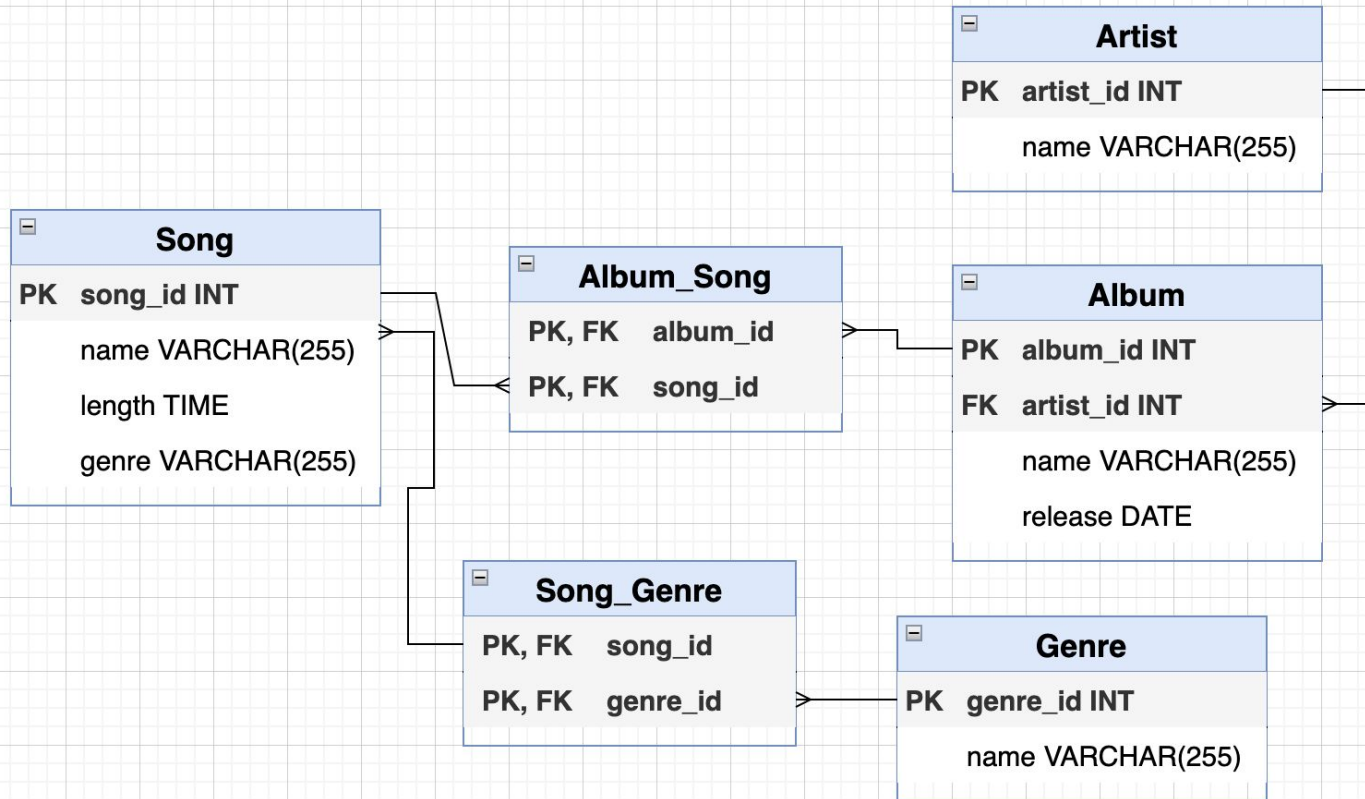 Artist
PK artist_id INT
name VARCHAR(255)
Song
PK song_id INT
name VARCHAR(255)
length TIME
genre VARCHAR(255)
Album_Song
PK, FK album_id
PK, FK song_id
Album
PK album_id INT
FK artist_id INT
name VARCHAR(255)
release DATE
Song_Genre
PK, FK song_id
PK, FK genre_id
Genre
PK genre_id INT
name VARCHAR(255)